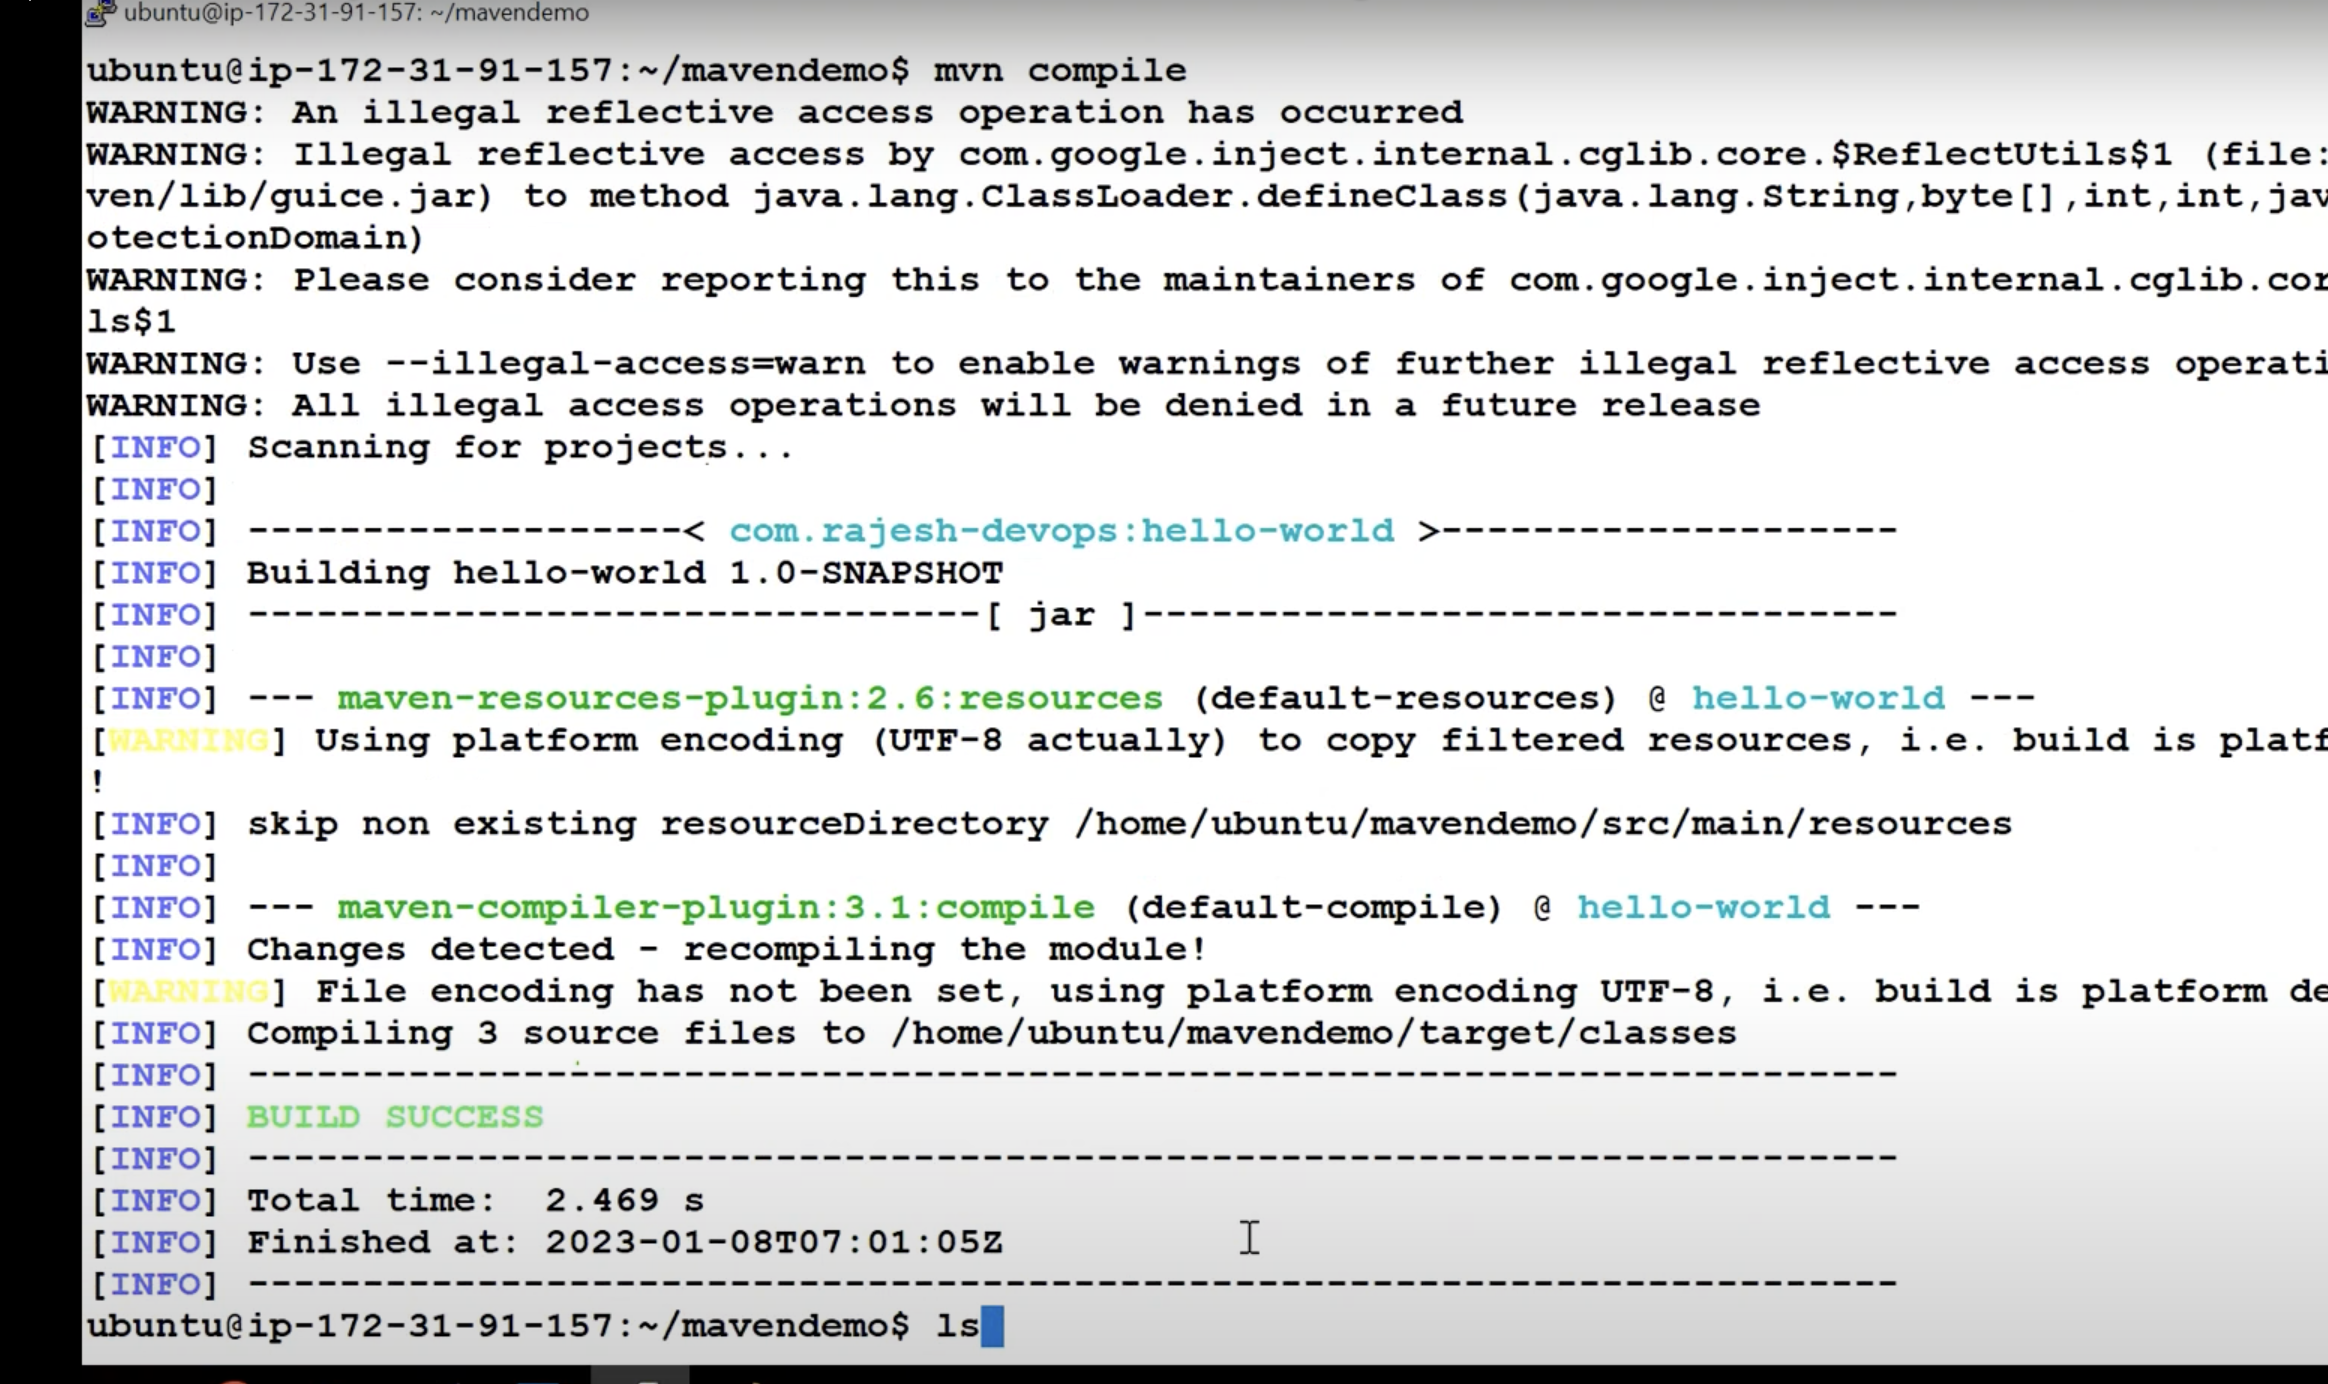 ubuntu@ip-172-31-91-157: ~/mavendemo
ubuntu@ip-172-31-91-157:~/mavendemo$ mvn compile
WARNING: An illegal reflective access operation has occurred
WARNING: Illegal reflective access by com.google.inject.internal.cglib.core.$ReflectUtils$1 (file:
ven/lib/guice.jar) to method java.lang.ClassLoader.defineClass(java.lang.String,byte[],int,int,jav
otectionDomain)
WARNING: Please consider reporting this to the maintainers of com.google.inject.internal.cglib.cor
ls$1
WARNING: Use --illegal-access=warn to enable warnings of further illegal reflective access operati
WARNING: All illegal access operations will be denied in a future release
[INFO] Scanning for projects...
[INFO]
[INFO] -------------------< com.rajesh-devops:hello-world >--------------------
[INFO] Building hello-world 1.0-SNAPSHOT
[INFO] --------------------------------[ jar ]---------------------------------
[INFO]
[INFO] --- maven-resources-plugin:2.6:resources (default-resources) @ hello-world ---
[WARNING] Using platform encoding (UTF-8 actually) to copy filtered resources, i.e. build is platf
!
[INFO] skip non existing resourceDirectory /home/ubuntu/mavendemo/src/main/resources
[INFO]
[INFO] --- maven-compiler-plugin:3.1:compile (default-compile) @ hello-world ---
[INFO] Changes detected - recompiling the module!
[WARNING] File encoding has not been set, using platform encoding UTF-8, i.e. build is platform de
[INFO] Compiling 3 source files to /home/ubuntu/mavendemo/target/classes
[INFO] ------------------------------------------------------------------------
[INFO] BUILD SUCCESS
[INFO] ------------------------------------------------------------------------
[INFO] Total time:  2.469 s
[INFO] Finished at: 2023-01-08T07:01:05Z
[INFO] ------------------------------------------------------------------------
ubuntu@ip-172-31-91-157:~/mavendemo$ ls